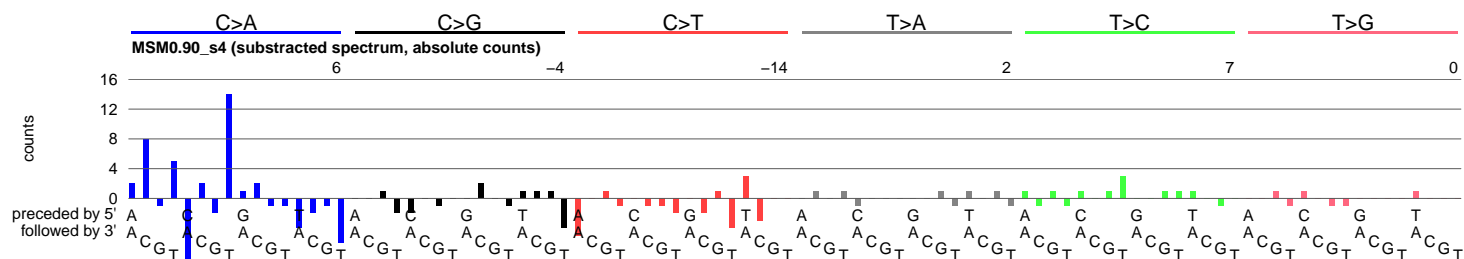 C>A C>G C>T T>A T>C T>G
MSM0.90_s4 (substracted spectrum, absolute counts)
6 −4 −14 2 7 0
16
12
8
4
0
counts
preceded by 5' A C G T A C G T A C G T A C G T A C G T A C G T
followed by 3' A C G T A C G T A C G T A C G T A C G T A C G T A C G T A C G T A C G T A C G T A C G T A C G T A C G T A C G T A C G T A C G T A C G T A C G T A C G T A C G T A C G T A C G T A C G T A C G T